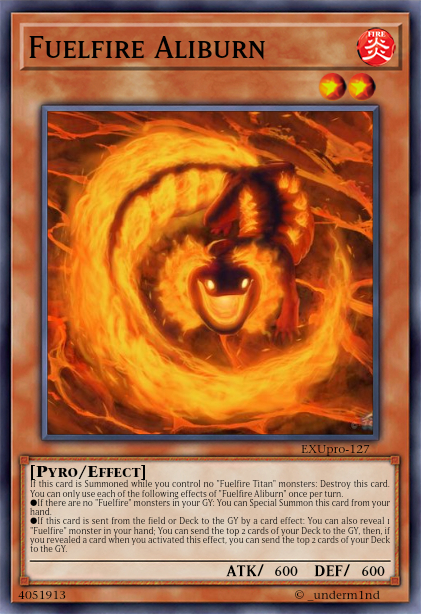 Fuelfire Aliburn
FIRE
炎
EXUpro-127
[Pyro/Effect]
If this card is Summoned while you control no "Fuelfire Titan" monsters: Destroy this card.
You can only use each of the following effects of "Fuelfire Aliburn" once per turn.
●If there are no "Fuelfire" monsters in your GY: You can Special Summon this card from your
hand.
●If this card is sent from the field or Deck to the GY by a card effect: You can also reveal 1
"Fuelfire" monster in your hand; You can send the top 2 cards of your Deck to the GY, then, if
you revealed a card when you activated this effect, you can send the top 2 cards of your Deck
to the GY.
ATK/ 600 DEF/ 600
4051913 © _underm1nd